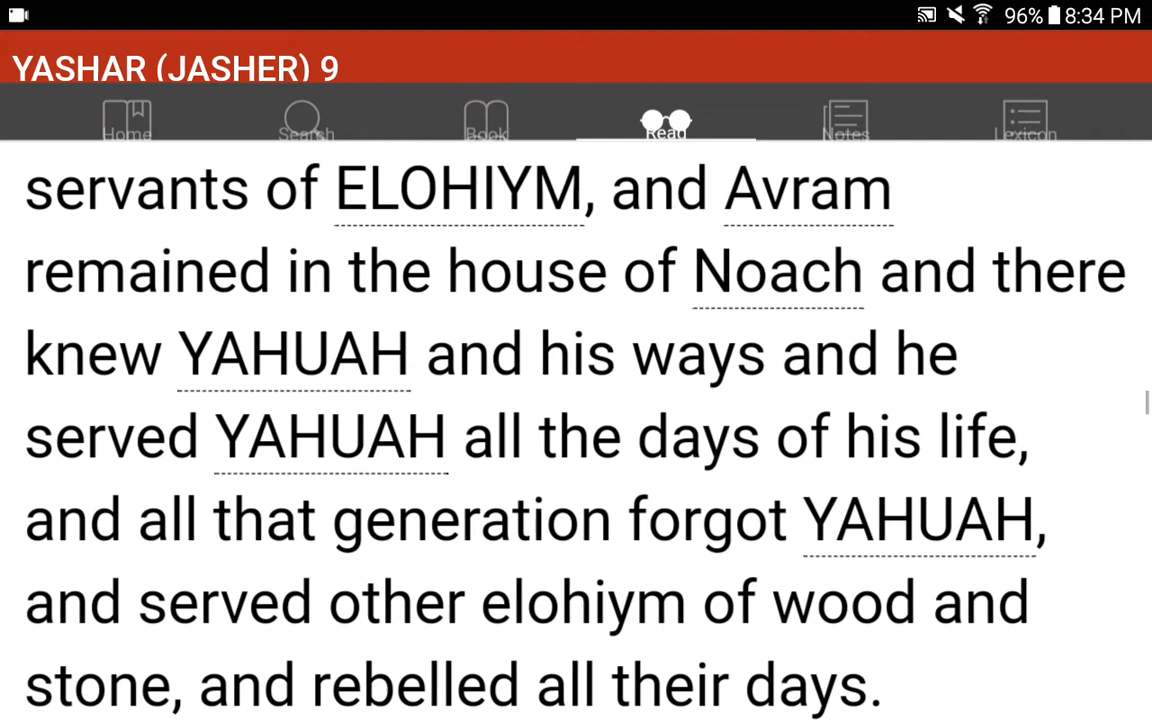 96% 8:34 PM
YASHAR (JASHER) 9
Home Search Book Read Notes Lexicon
servants of ELOHIYM, and Avram
remained in the house of Noach and there
knew YAHUAH and his ways and he
served YAHUAH all the days of his life,
and all that generation forgot YAHUAH,
and served other elohiym of wood and
stone, and rebelled all their days.